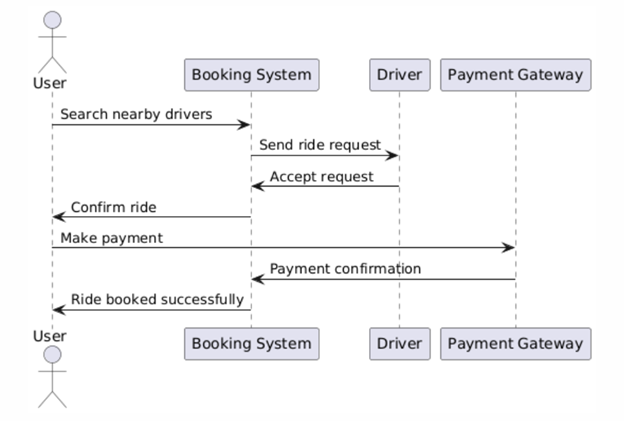 User
Booking System
Driver
Payment Gateway
Search nearby drivers
Send ride request
Accept request
Confirm ride
Make payment
Payment confirmation
Ride booked successfully
User
Booking System
Driver
Payment Gateway